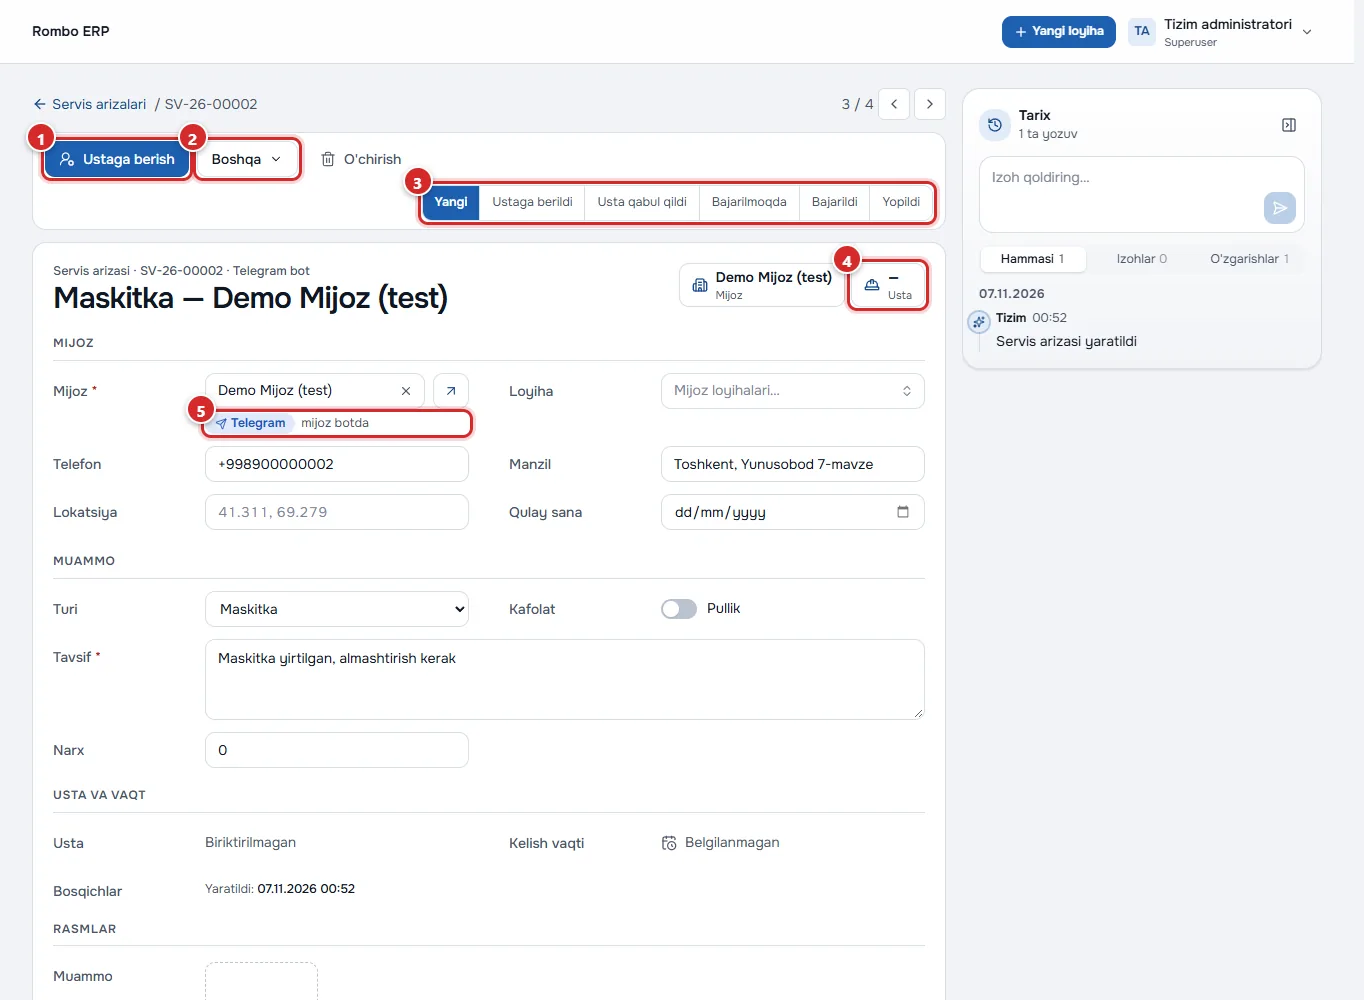 Rombo ERP
+ Yangi loyiha
TA
Tizim administratori
Superuser
← Servis arizalari / SV-26-00002
3 / 4
1
2
Ustaga berish
Boshqa
O'chirish
3
Yangi
Ustaga berildi
Usta qabul qildi
Bajarilmoqda
Bajarildi
Yopildi
Servis arizasi · SV-26-00002 · Telegram bot
Maskitka — Demo Mijoz (test)
Demo Mijoz (test)
Mijoz
4
–
Usta
MIJOZ
Mijoz *
Demo Mijoz (test)
Loyiha
Mijoz loyihalari...
5
Telegram
mijoz botda
Telefon
+998900000002
Manzil
Toshkent, Yunusobod 7-mavze
Lokatsiya
41.311, 69.279
Qulay sana
dd/mm/yyyy
MUAMMO
Turi
Maskitka
Kafolat
Pullik
Tavsif *
Maskitka yirtilgan, almashtirish kerak
Narx
0
USTA VA VAQT
Usta
Biriktirilmagan
Kelish vaqti
Belgilanmagan
Bosqichlar
Yaratildi: 07.11.2026 00:52
RASMLAR
Muammo
Tarix
1 ta yozuv
Izoh qoldiring...
Hammasi 1
Izohlar 0
O'zgarishlar 1
07.11.2026
Tizim 00:52
Servis arizasi yaratildi